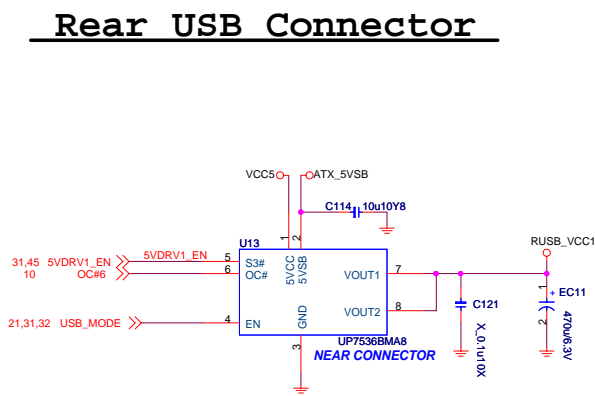 Rear USB Connector
VCC5 ATX_5VSB
C114 10u10Y8
RUSB_VCC1
U13
1 2
31,45 5VDRV1_EN 5VDRV1_EN 5 S3# 5VCC 5VSB VOUT1 7
10 OC#6 6 OC#
1 + EC11
C121
VOUT2 8
21,31,32 USB_MODE 4 EN GND
2 470u/6.3V
X_0.1u10X
UP7536BMA8
3 NEAR CONNECTOR